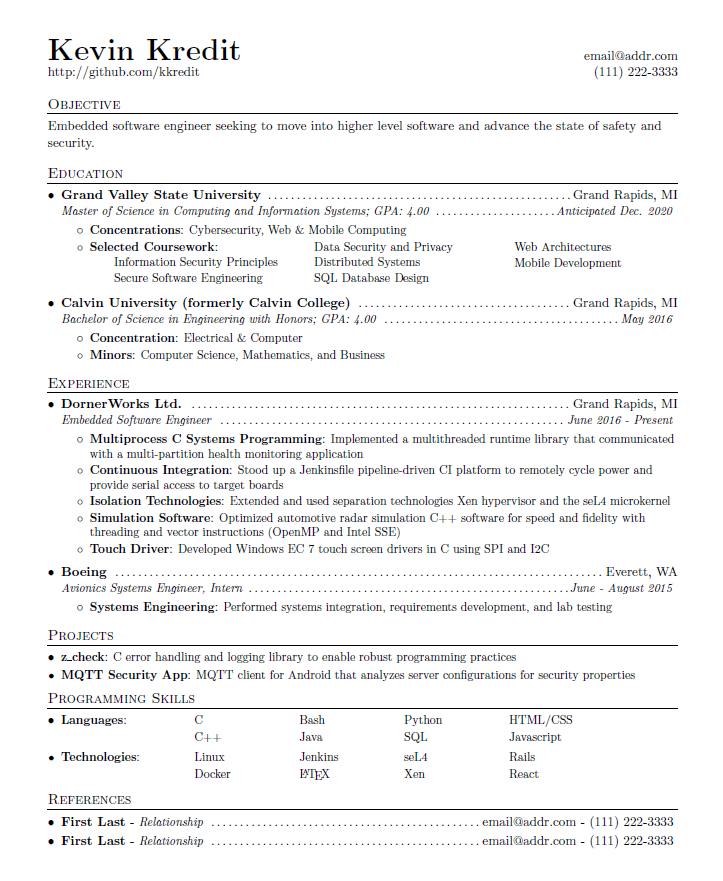 Kevin Kredit
http://github.com/kkredit
email@addr.com
(111) 222-3333
Objective
Embedded software engineer seeking to move into higher level software and advance the state of safety and
security.
Education
• Grand Valley State University ........................................ Grand Rapids, MI
Master of Science in Computing and Information Systems; GPA: 4.00 .................... Anticipated Dec. 2020
◦ Concentrations: Cybersecurity, Web & Mobile Computing
◦ Selected Coursework: Data Security and Privacy Web Architectures
Information Security Principles Distributed Systems Mobile Development
Secure Software Engineering SQL Database Design
• Calvin University (formerly Calvin College) .................................... Grand Rapids, MI
Bachelor of Science in Engineering with Honors; GPA: 4.00 ........................................ May 2016
◦ Concentration: Electrical & Computer
◦ Minors: Computer Science, Mathematics, and Business
Experience
• DornerWorks Ltd. ........................................ Grand Rapids, MI
Embedded Software Engineer ........................................ June 2016 - Present
◦ Multiprocess C Systems Programming: Implemented a multithreaded runtime library that communicated
with a multi-partition health monitoring application
◦ Continuous Integration: Stood up a Jenkinsfile pipeline-driven CI platform to remotely cycle power and
provide serial access to target boards
◦ Isolation Technologies: Extended and used separation technologies Xen hypervisor and the seL4 microkernel
◦ Simulation Software: Optimized automotive radar simulation C++ software for speed and fidelity with
threading and vector instructions (OpenMP and Intel SSE)
◦ Touch Driver: Developed Windows EC 7 touch screen drivers in C using SPI and I2C
• Boeing ........................................ Everett, WA
Avionics Systems Engineer, Intern ........................................ June - August 2015
◦ Systems Engineering: Performed systems integration, requirements development, and lab testing
Projects
• z_check: C error handling and logging library to enable robust programming practices
• MQTT Security App: MQTT client for Android that analyzes server configurations for security properties
Programming Skills
• Languages: C Bash Python HTML/CSS
C++ Java SQL Javascript
• Technologies: Linux Jenkins seL4 Rails
Docker LATEX Xen React
References
• First Last - Relationship ........................................ email@addr.com - (111) 222-3333
• First Last - Relationship ........................................ email@addr.com - (111) 222-3333